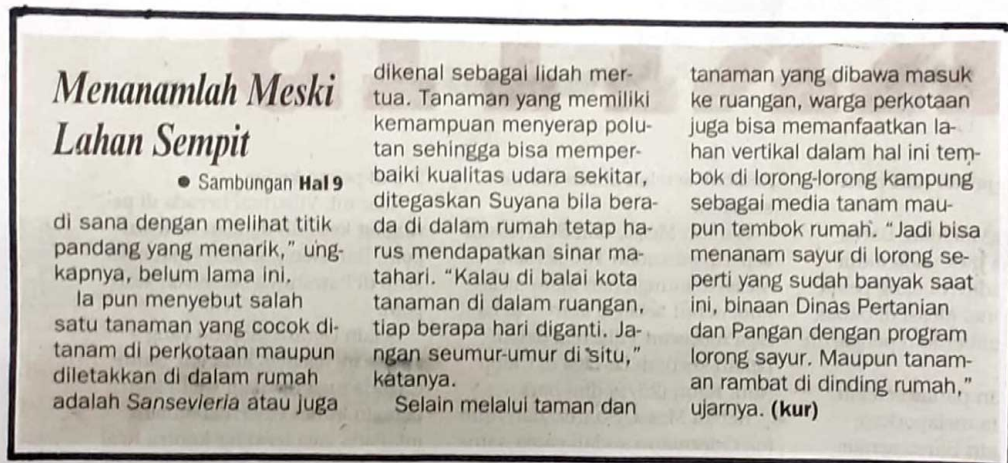 Menanamlah Meski
Lahan Sempit
● Sambungan Hal 9
di sana dengan melihat titik
pandang yang menarik,” ung-
kapnya, belum lama ini.
Ia pun menyebut salah
satu tanaman yang cocok di-
tanam di perkotaan maupun
diletakkan di dalam rumah
adalah Sansevieria atau juga
dikenal sebagai lidah mer-
tua. Tanaman yang memiliki
kemampuan menyerap polu-
tan sehingga bisa memper-
baiki kualitas udara sekitar,
ditegaskan Suyana bila bera-
da di dalam rumah tetap ha-
rus mendapatkan sinar ma-
tahari. “Kalau di balai kota
tanaman di dalam ruangan,
tiap berapa hari diganti. Ja-
ngan seumur-umur di situ,”
katanya.
Selain melalui taman dan
tanaman yang dibawa masuk
ke ruangan, warga perkotaan
juga bisa memanfaatkan la-
han vertikal dalam hal ini tem-
bok di lorong-lorong kampung
sebagai media tanam mau-
pun tembok rumah. “Jadi bisa
menanam sayur di lorong se-
perti yang sudah banyak saat
ini, binaan Dinas Pertanian
dan Pangan dengan program
lorong sayur. Maupun tanam-
an rambat di dinding rumah,”
ujarnya. (kur)